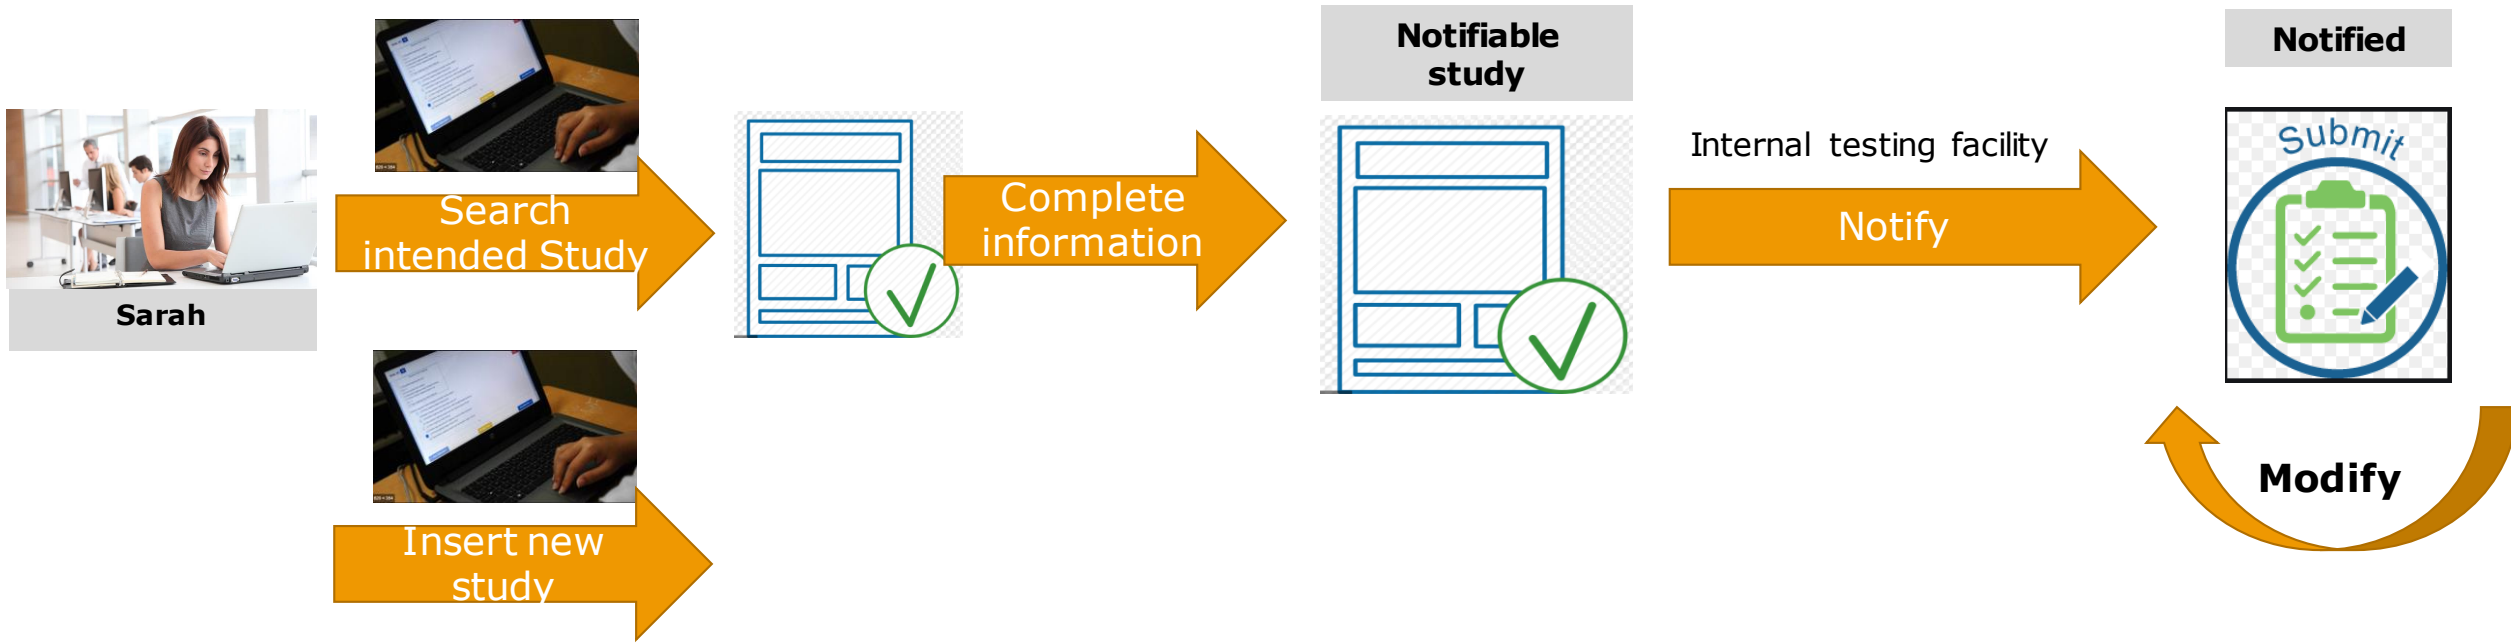 Sarah
Search
intended Study
Insert new
study
Complete
information
Notifiable
study
Internal testing facility
Notify
Notified
Submit
Modify